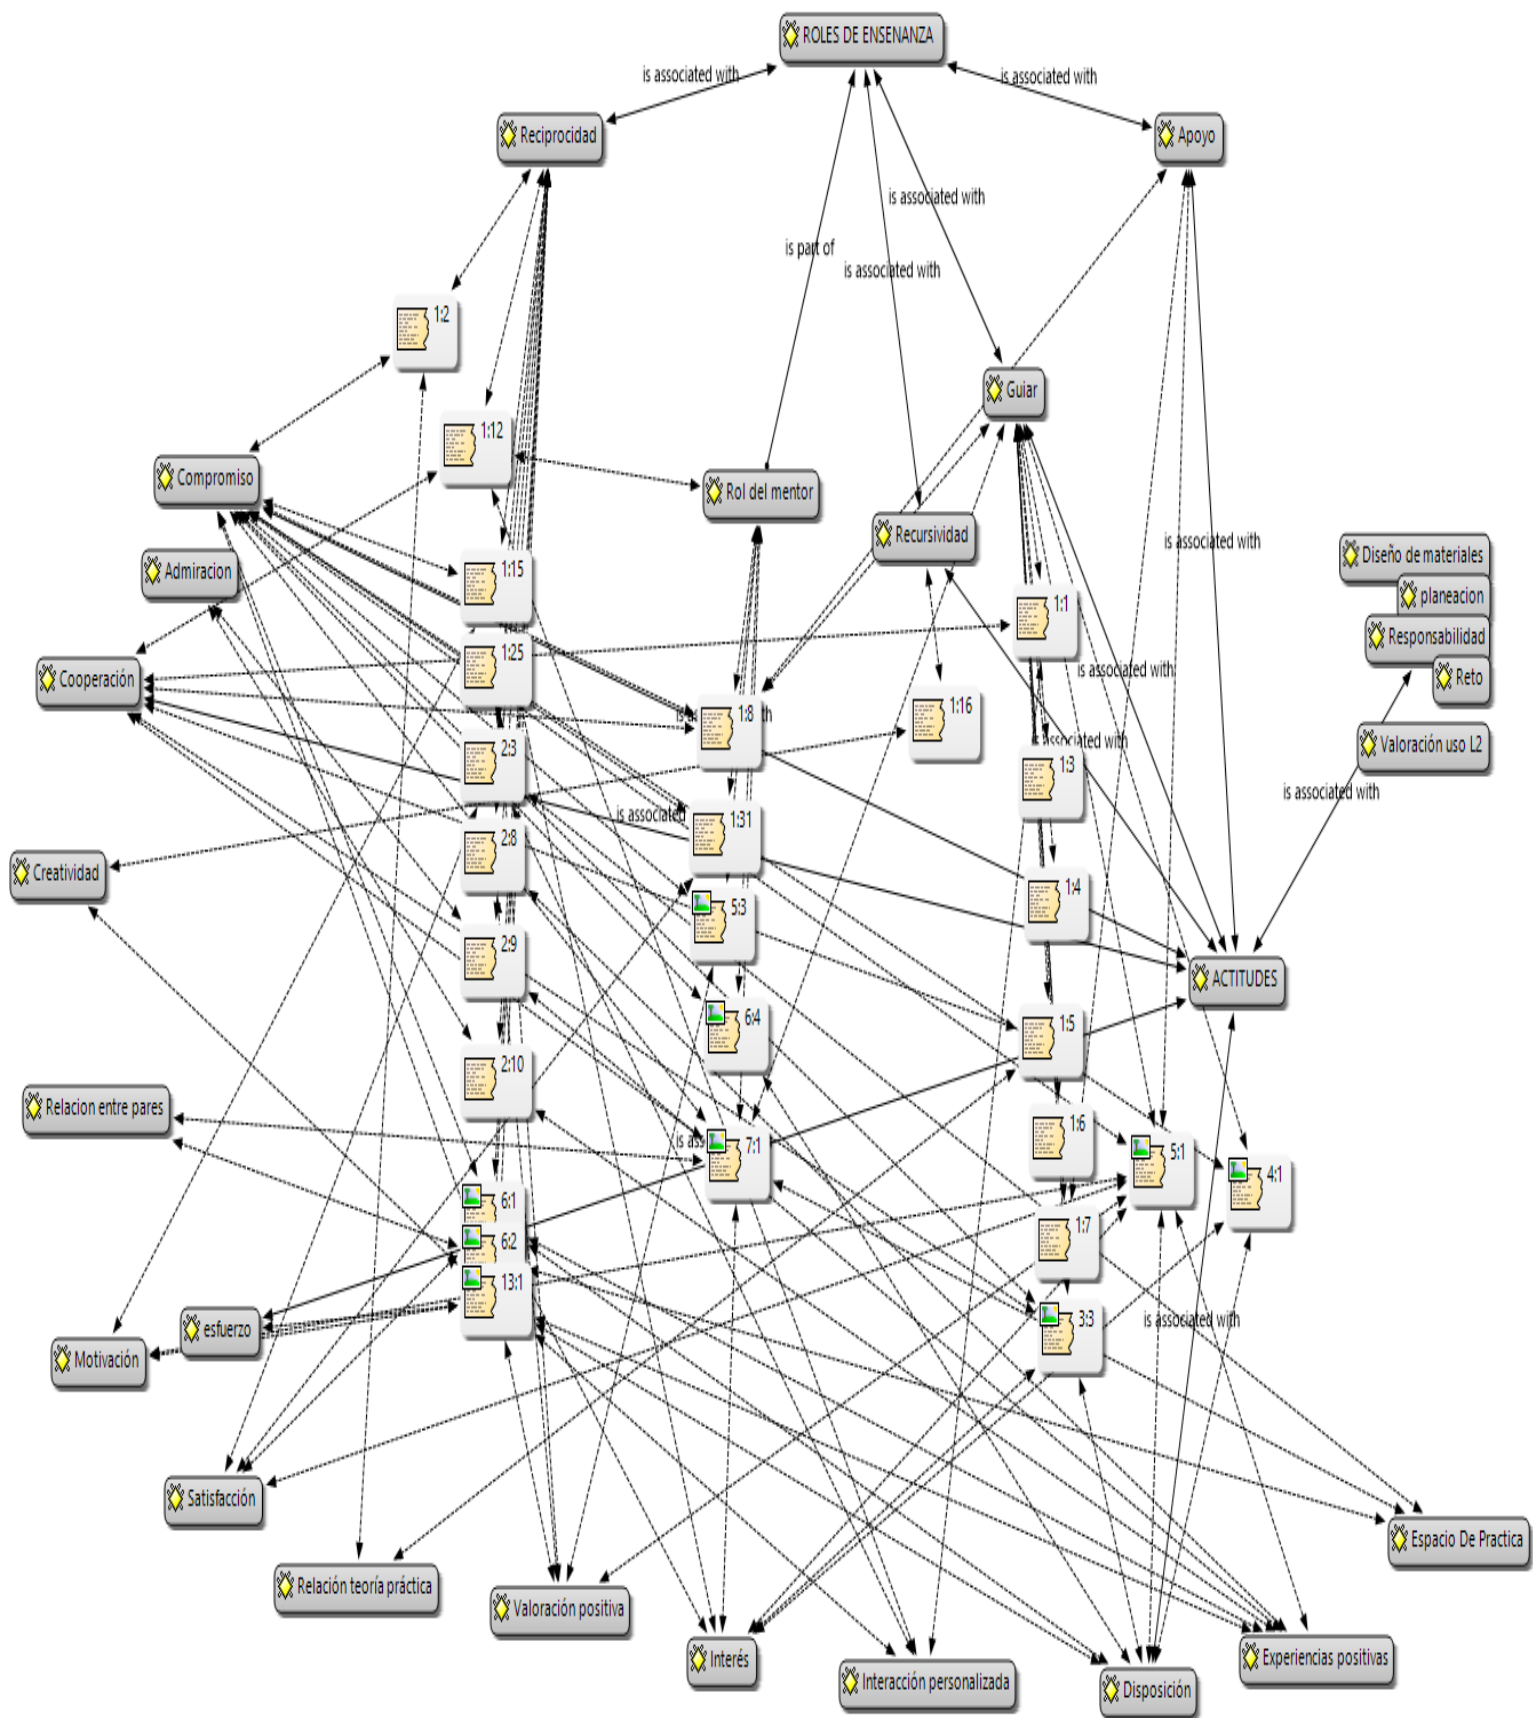 ROLES DE ENSENANZA
is associated with
is associated with
Reciprocidad
Apoyo
is associated with
is part of
is associated with
1:2
Guiar
1:12
Compromiso
Rol del mentor
Recursividad
is associated with
Diseño de materiales
Admiracion
1:15
planeacion
1:1
Responsabilidad
1:25
is associated with
Cooperación
Reto
1:8
1:16
is associated with
Valoración uso L2
2:3
1:3
is associated with
is associated
1:31
2:8
Creatividad
1:4
5:3
2:9
ACTITUDES
6:4
1:5
2:10
Relacion entre pares
1:6
is ass
7:1
5:1
4:1
6:1
1:7
6:2
13:1
3:3
is associated with
esfuerzo
Motivación
Satisfacción
Espacio De Practica
Relación teoría práctica
Valoración positiva
Interés
Experiencias positivas
Interacción personalizada
Disposición